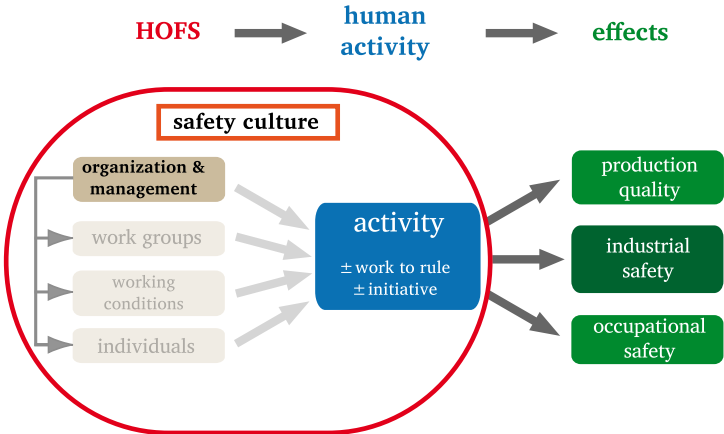 HOFS
human
activity
effects
safety culture
organization &
management
work groups
working
conditions
individuals
activity
± work to rule
± initiative
production
quality
industrial
safety
occupational
safety